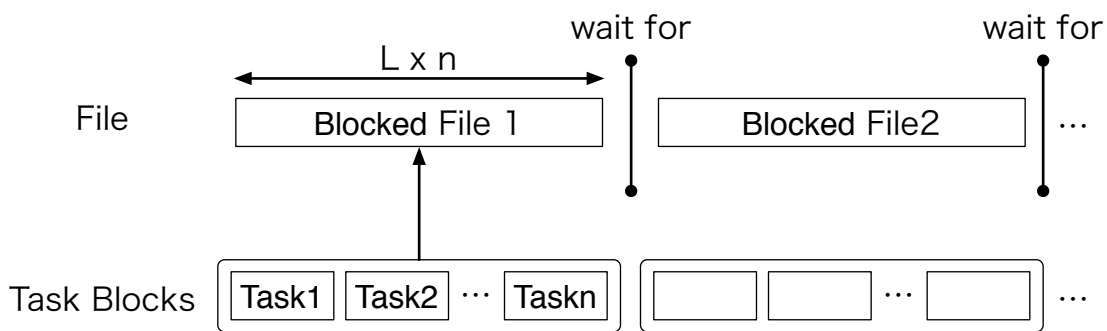 wait for wait for
L x n
File Blocked File 1 Blocked File2 …
Task Blocks Task1 Task2 … Taskn … …